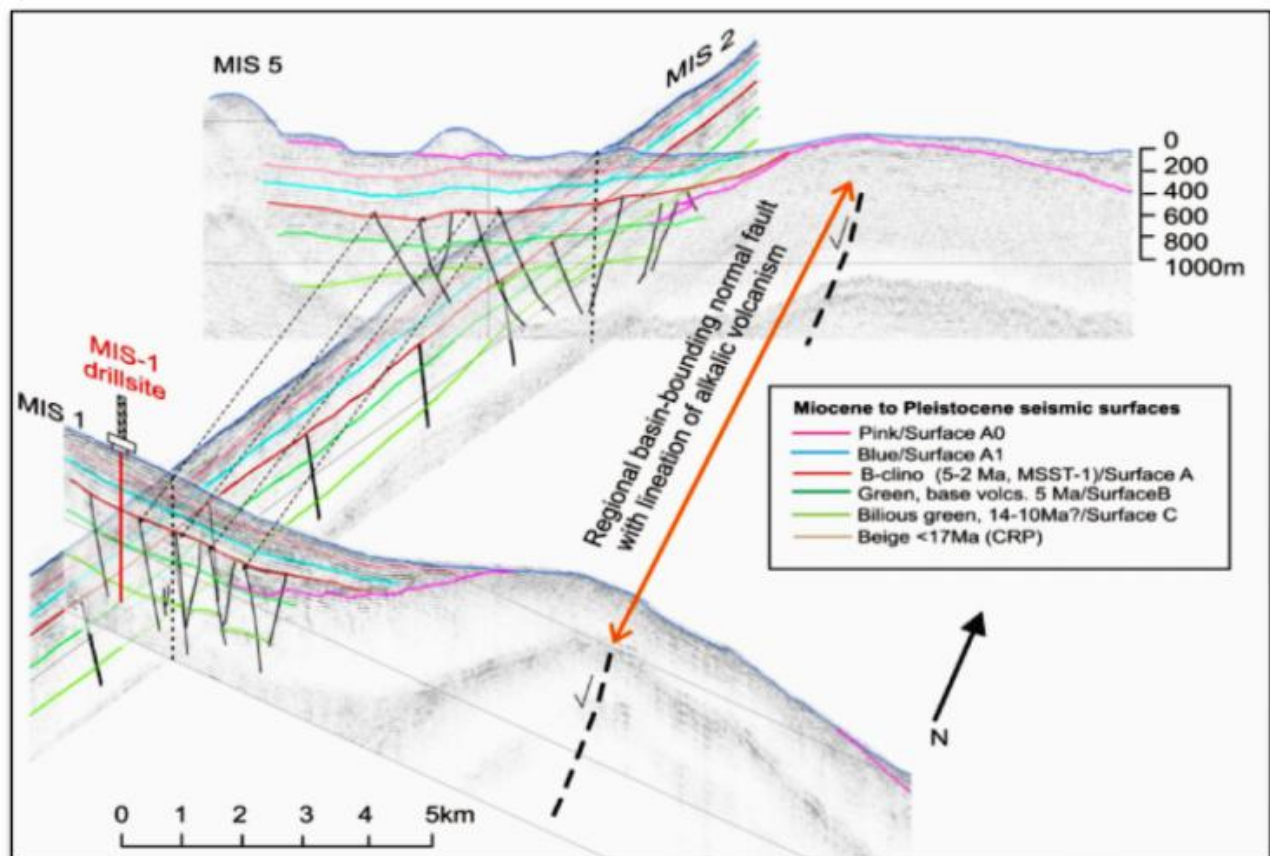 MIS 5
MIS 2
0
200
400
600
800
1000m
Regional basin-bounding normal fault
with lineation of alkalic volcanism
MIS-1
drillsite
MIS 1
Miocene to Pleistocene seismic surfaces
Pink/Surface A0
Blue/Surface A1
B-clino (5-2 Ma, MSST-1)/Surface A
Green, base volcs. 5 Ma/SurfaceB
Bilious green, 14-10Ma?/Surface C
Beige <17Ma (CRP)
N
0 1 2 3 4 5km